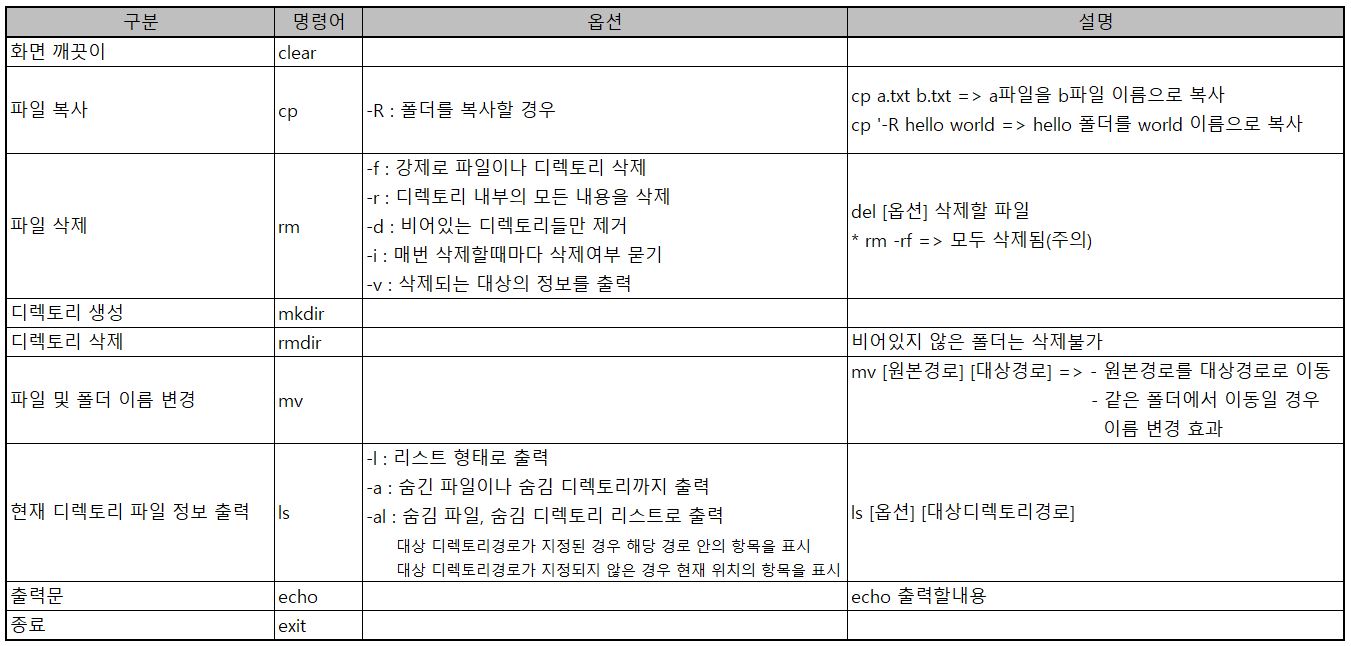 구분 명령어 옵션 설명
화면 깨끗이 clear
파일 복사 cp -R : 폴더를 복사할 경우 cp a.txt b.txt => a파일을 b파일 이름으로 복사
cp '-R hello world => hello 폴더를 world 이름으로 복사
파일 삭제 rm -f : 강제로 파일이나 디렉토리 삭제
-r : 디렉토리 내부의 모든 내용을 삭제
-d : 비어있는 디렉토리들만 제거
-i : 매번 삭제할때마다 삭제여부 묻기
-v : 삭제되는 대상의 정보를 출력
del [옵션] 삭제할 파일
* rm -rf => 모두 삭제됨(주의)
디렉토리 생성 mkdir
디렉토리 삭제 rmdir 비어있지 않은 폴더는 삭제불가
파일 및 폴더 이름 변경 mv mv [원본경로] [대상경로] => - 원본경로를 대상경로로 이동
- 같은 폴더에서 이동일 경우
이름 변경 효과
현재 디렉토리 파일 정보 출력 ls -l : 리스트 형태로 출력
-a : 숨긴 파일이나 숨김 디렉토리까지 출력
-al : 숨김 파일, 숨김 디렉토리 리스트로 출력
대상 디렉토리경로가 지정된 경우 해당 경로 안의 항목을 표시
대상 디렉토리경로가 지정되지 않은 경우 현재 위치의 항목을 표시
ls [옵션] [대상디렉토리경로]
출력문 echo echo 출력할내용
종료 exit